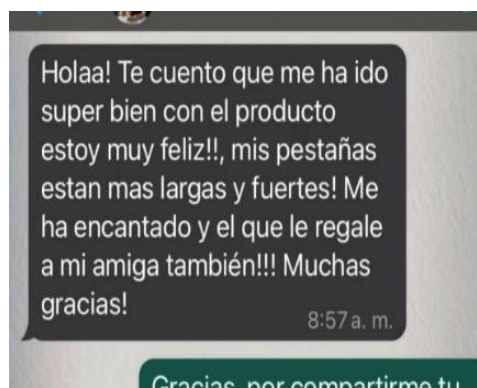 Holaa! Te cuento que me ha ido
super bien con el producto
estoy muy feliz!!, mis pestañas
estan mas largas y fuertes! Me
ha encantado y el que le regale
a mi amiga también!!! Muchas
gracias!
8:57 a. m.
Gracias por compartirme tu